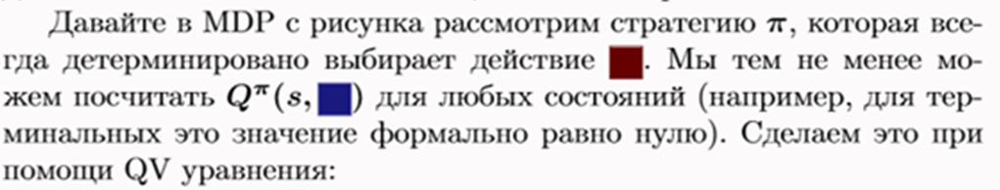 Давайте в MDP с рисунка рассмотрим стратегию π, которая все-
гда детерминировано выбирает действие ■. Мы тем не менее мо-
жем посчитать Qπ(s, ■) для любых состояний (например, для тер-
минальных это значение формально равно нулю). Сделаем это при
помощи QV уравнения: